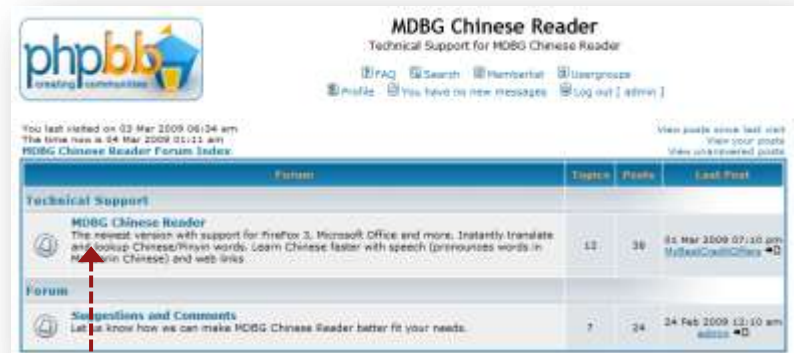 phpbb
creating communities
MDBG Chinese Reader
Technical Support for MDBG Chinese Reader
FAQ Search Memberlist Usergroups
Profile You have no new messages Log out [ admin ]
You last visited on 03 Mar 2009 06:34 am
The time now is 04 Mar 2009 01:11 am
MDBG Chinese Reader Forum Index
View posts since last visit
View your posts
View unanswered posts
Forum Topics Posts Last Post
Technical Support
MDBG Chinese Reader
The newest version with support for FireFox 3, Microsoft Office and more. Instantly translate
and lookup Chinese/Pinyin words. Learn Chinese faster with speech (pronounces words in
Mandarin Chinese) and web links
12 38
01 Mar 2009 07:10 pm
MyBestCreditOffers
Forum
Suggestions and Comments
Let us know how we can make MDBG Chinese Reader better fit your needs.
7 24
24 Feb 2009 12:10 am
admin